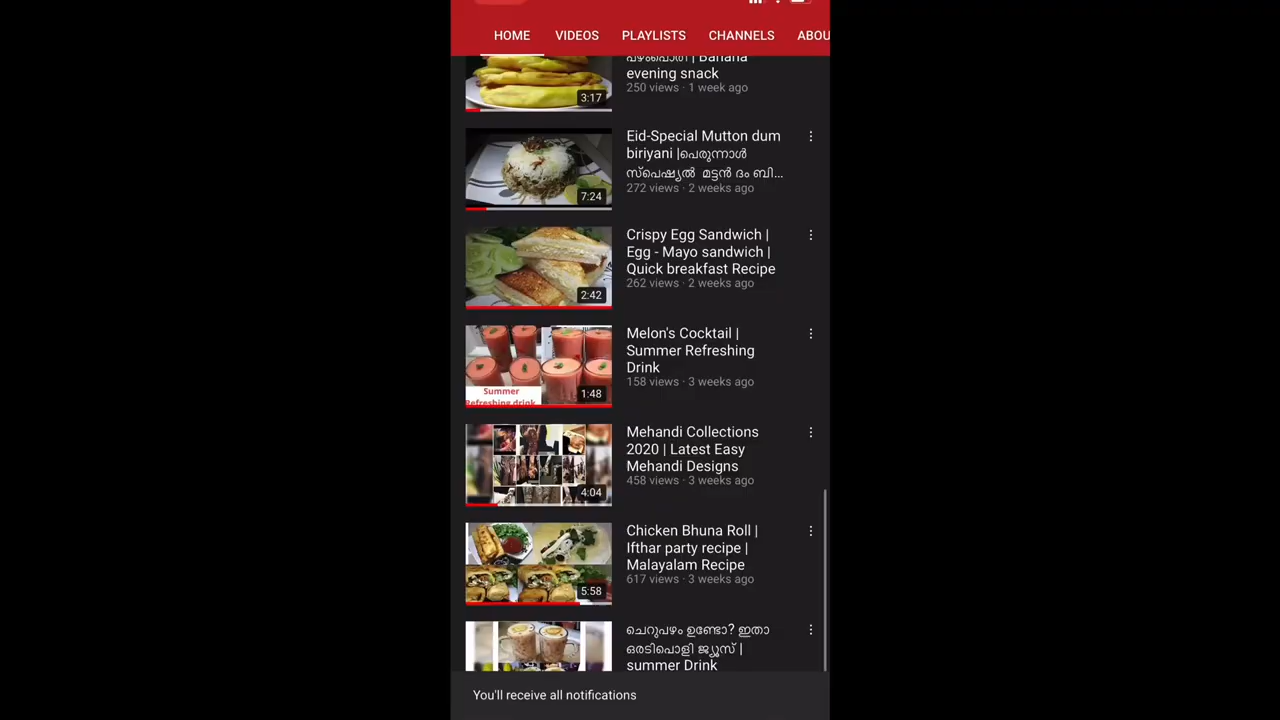 HOME VIDEOS PLAYLISTS CHANNELS ABOU
പഴംപൊരി | Banana
evening snack
250 views · 1 week ago
3:17
Eid-Special Mutton dum
biriyani |പെരുന്നാൾ
സ്പെഷ്യൽ മട്ടൻ ദം ബി...
272 views · 2 weeks ago
7:24
Crispy Egg Sandwich |
Egg - Mayo sandwich |
Quick breakfast Recipe
262 views · 2 weeks ago
2:42
Melon's Cocktail |
Summer Refreshing
Drink
158 views · 3 weeks ago
Summer
Refreshing drink
1:48
Mehandi Collections
2020 | Latest Easy
Mehandi Designs
458 views · 3 weeks ago
4:04
Chicken Bhuna Roll |
Ifthar party recipe |
Malayalam Recipe
617 views · 3 weeks ago
5:58
ചെറുപഴം ഉണ്ടോ? ഇതാ
ഒരടിപൊളി ജ്യൂസ് |
summer Drink
You'll receive all notifications